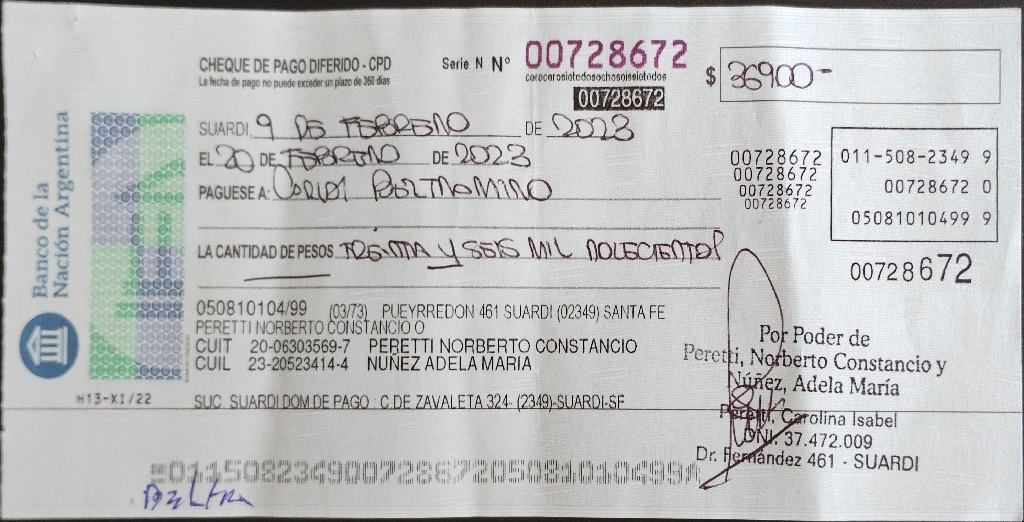 CHEQUE DE PAGO DIFERIDO - CPD
La fecha de pago no puede exceder un plazo de 360 días
Serie N Nº 00728672
cerocerosietedosochoseissietedos
00728672
$ 36900-
SUARDI, 9 DE FEBRERO DE 2023
EL 20 DE FEBRERO DE 2023
PAGUESE A: Carlos
LA CANTIDAD DE PESOS TREINTA Y SEIS MIL NOVECIENTOS
00728672
00728672
00728672
00728672
011-508-2349 9
00728672 0
05081010499 9
00728672
Banco de la
Nación Argentina
H13-XI/22
050810104/99 (03/73) PUEYRREDON 461 SUARDI (02349) SANTA FE
PERETTI NORBERTO CONSTANCIO O
CUIT 20-06303569-7 PERETTI NORBERTO CONSTANCIO
CUIL 23-20523414-4 NUÑEZ ADELA MARIA
SUC SUARDI DOM DE PAGO : C DE ZAVALETA 324- (2349)-SUARDI-SF
Por Poder de
Peretti, Norberto Constancio y
Núñez, Adela María
Peretti, Carolina Isabel
DNI. 37.472.009
Dr. Fernández 461 - SUARDI
01150823490072867205081010499